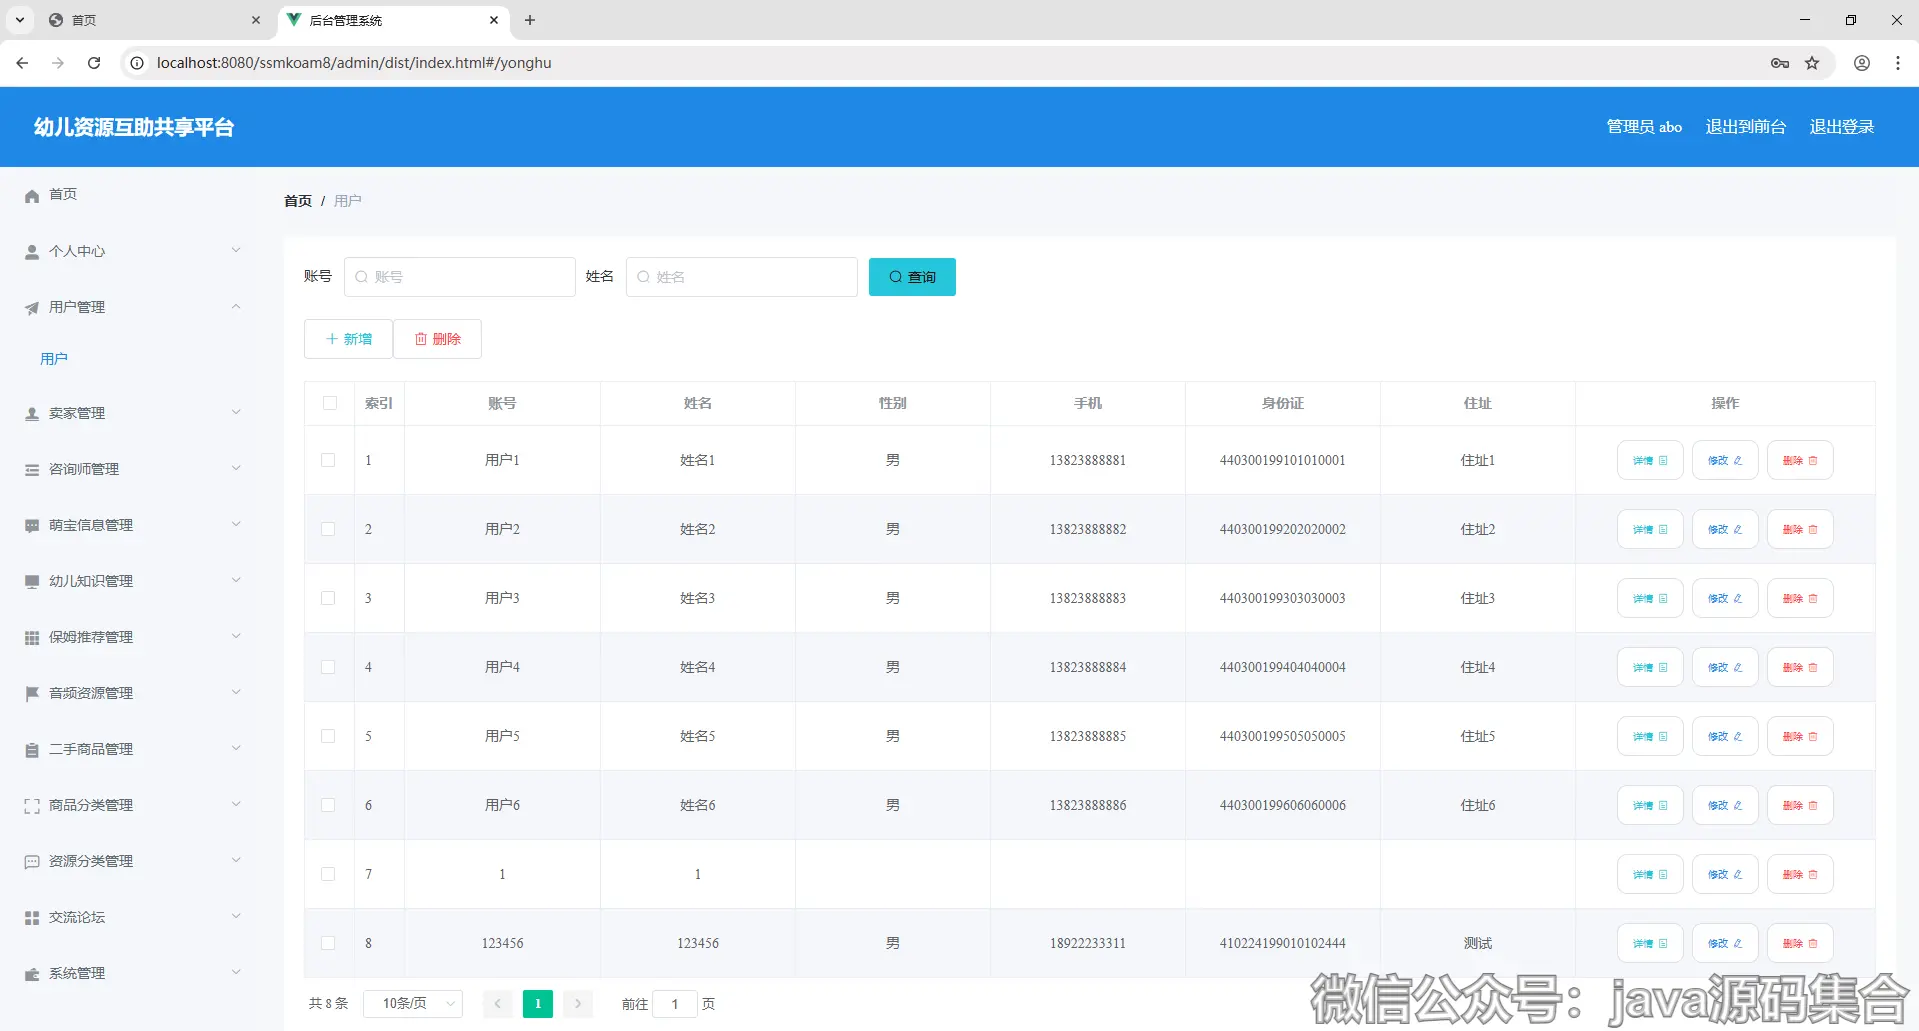 首页
后台管理系统
localhost:8080/ssmkoam8/admin/dist/index.html#/yonghu
幼儿资源互助共享平台
管理员 abo 退出到前台 退出登录
首页
个人中心
用户管理
用户
卖家管理
咨询师管理
萌宝信息管理
幼儿知识管理
保姆推荐管理
音频资源管理
二手商品管理
商品分类管理
资源分类管理
交流论坛
系统管理
首页 / 用户
账号 账号 姓名 姓名 查询
新增 删除
索引 账号 姓名 性别 手机 身份证 住址 操作
1 用户1 姓名1 男 13823888881 440300199101010001 住址1 详情 修改 删除
2 用户2 姓名2 男 13823888882 440300199202020002 住址2 详情 修改 删除
3 用户3 姓名3 男 13823888883 440300199303030003 住址3 详情 修改 删除
4 用户4 姓名4 男 13823888884 440300199404040004 住址4 详情 修改 删除
5 用户5 姓名5 男 13823888885 440300199505050005 住址5 详情 修改 删除
6 用户6 姓名6 男 13823888886 440300199606060006 住址6 详情 修改 删除
7 1 1 详情 修改 删除
8 123456 123456 男 18922233311 410224199010102444 测试 详情 修改 删除
共 8 条 10条/页 1 前往 1 页
微信公众号：java源码集合